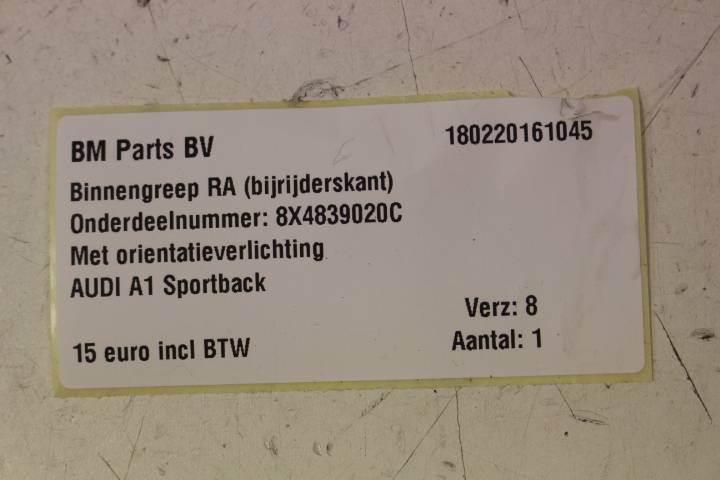 BM Parts BV
180220161045
Binnengreep RA (bijrijderskant)
Onderdeelnummer: 8X4839020C
Met orientatieverlichting
AUDI A1 Sportback
Verz: 8
15 euro incl BTW
Aantal: 1